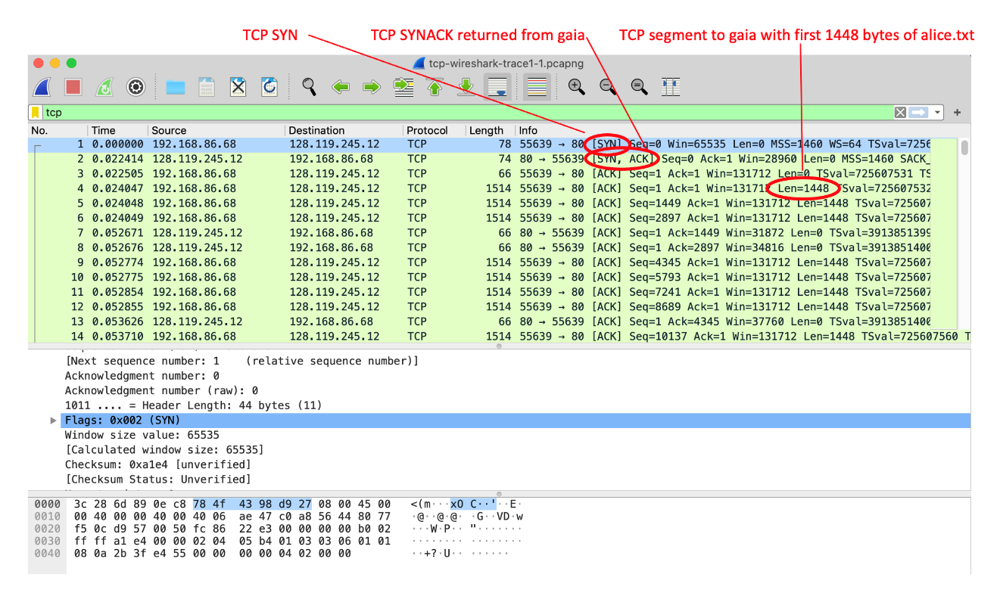 TCP SYN TCP SYNACK returned from gaia TCP segment to gaia with first 1448 bytes of alice.txt
tcp-wireshark-trace1-1.pcapng
tcp
No. Time Source Destination Protocol Length Info
1 0.000000 192.168.86.68 128.119.245.12 TCP 78 55639 → 80 [SYN] Seq=0 Win=65535 Len=0 MSS=1460 WS=64 TSval=7256
2 0.022414 128.119.245.12 192.168.86.68 TCP 74 80 → 55639 [SYN, ACK] Seq=0 Ack=1 Win=28960 Len=0 MSS=1460 SACK_
3 0.022505 192.168.86.68 128.119.245.12 TCP 66 55639 → 80 [ACK] Seq=1 Ack=1 Win=131712 Len=0 TSval=725607531 TS
4 0.024047 192.168.86.68 128.119.245.12 TCP 1514 55639 → 80 [ACK] Seq=1 Ack=1 Win=131712 Len=1448 TSval=725607532
5 0.024048 192.168.86.68 128.119.245.12 TCP 1514 55639 → 80 [ACK] Seq=1449 Ack=1 Win=131712 Len=1448 TSval=725607
6 0.024049 192.168.86.68 128.119.245.12 TCP 1514 55639 → 80 [ACK] Seq=2897 Ack=1 Win=131712 Len=1448 TSval=725607
7 0.052671 128.119.245.12 192.168.86.68 TCP 66 80 → 55639 [ACK] Seq=1 Ack=1449 Win=31872 Len=0 TSval=3913851399
8 0.052676 128.119.245.12 192.168.86.68 TCP 66 80 → 55639 [ACK] Seq=1 Ack=2897 Win=34816 Len=0 TSval=3913851400
9 0.052774 192.168.86.68 128.119.245.12 TCP 1514 55639 → 80 [ACK] Seq=4345 Ack=1 Win=131712 Len=1448 TSval=725607
10 0.052775 192.168.86.68 128.119.245.12 TCP 1514 55639 → 80 [ACK] Seq=5793 Ack=1 Win=131712 Len=1448 TSval=725607
11 0.052854 192.168.86.68 128.119.245.12 TCP 1514 55639 → 80 [ACK] Seq=7241 Ack=1 Win=131712 Len=1448 TSval=725607
12 0.052855 192.168.86.68 128.119.245.12 TCP 1514 55639 → 80 [ACK] Seq=8689 Ack=1 Win=131712 Len=1448 TSval=725607
13 0.053626 128.119.245.12 192.168.86.68 TCP 66 80 → 55639 [ACK] Seq=1 Ack=4345 Win=37760 Len=0 TSval=3913851400
14 0.053710 192.168.86.68 128.119.245.12 TCP 1514 55639 → 80 [ACK] Seq=10137 Ack=1 Win=131712 Len=1448 TSval=725607560 T
[Next sequence number: 1 (relative sequence number)]
Acknowledgment number: 0
Acknowledgment number (raw): 0
1011 .... = Header Length: 44 bytes (11)
Flags: 0x002 (SYN)
Window size value: 65535
[Calculated window size: 65535]
Checksum: 0xa1e4 [unverified]
[Checksum Status: Unverified]
0000 3c 28 6d 89 0e c8 78 4f 43 98 d9 27 08 00 45 00 <(m···xO C··'··E·
0010 00 40 00 00 40 00 40 06 ae 47 c0 a8 56 44 80 77 ·@··@·@· ·G··VD·w
0020 f5 0c d9 57 00 50 fc 86 22 e3 00 00 00 00 b0 02 ···W·P·· "·······
0030 ff ff a1 e4 00 00 02 04 05 b4 01 03 03 06 01 01 ········ ········
0040 08 0a 2b 3f e4 55 00 00 00 00 04 02 00 00 ··+?·U·· ······